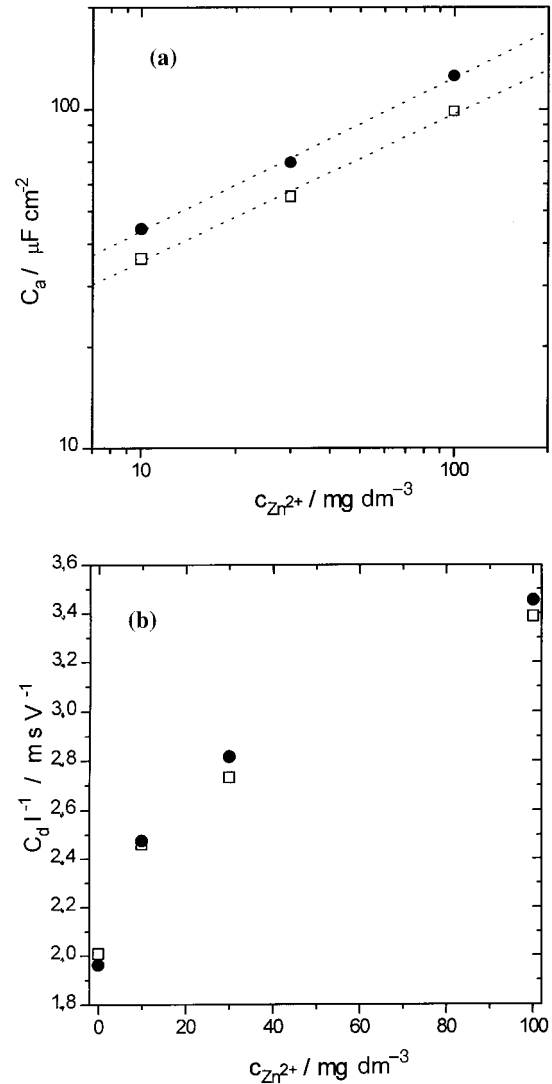 (a)
100
10
C_a / μF cm⁻²
10 100
c_Zn²⁺ / mg dm⁻³
(b)
3,6
3,4
3,2
3,0
2,8
2,6
2,4
2,2
2,0
1,8
C_d I⁻¹ / m s V⁻¹
0 20 40 60 80 100
c_Zn²⁺ / mg dm⁻³